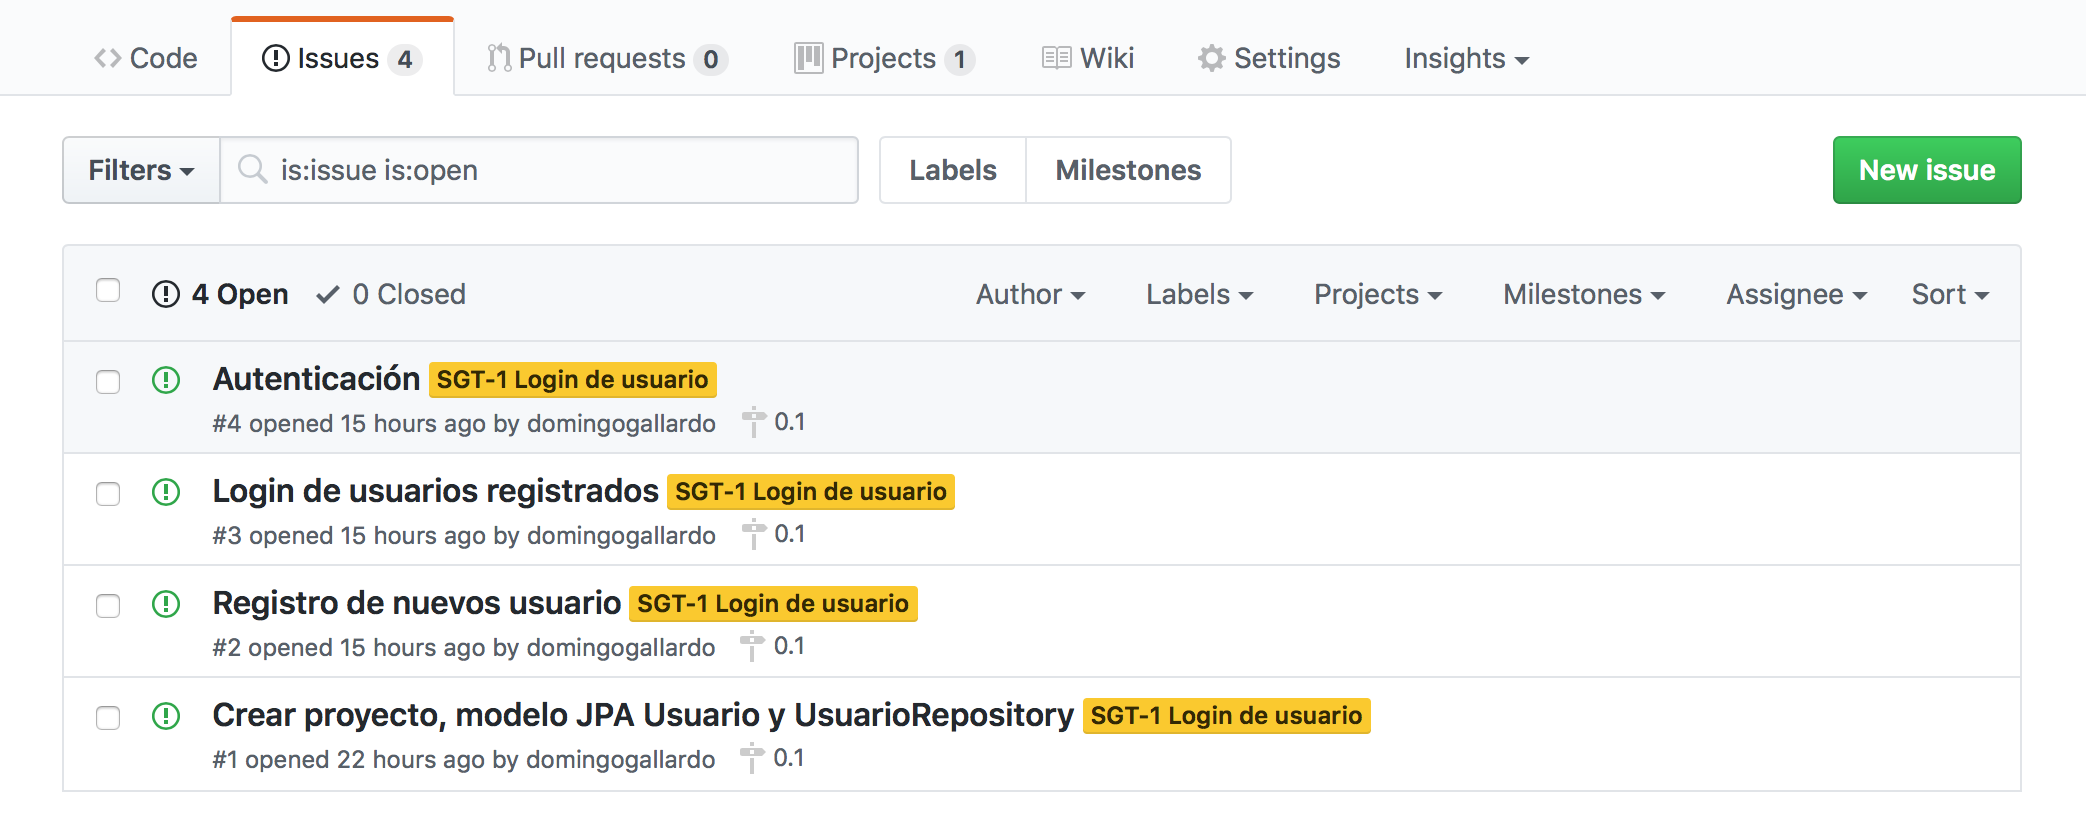 Code Issues 4 Pull requests 0 Projects 1 Wiki Settings Insights
Filters is:issue is:open Labels Milestones New issue
4 Open 0 Closed Author Labels Projects Milestones Assignee Sort
Autenticación SGT-1 Login de usuario
#4 opened 15 hours ago by domingogallardo 0.1
Login de usuarios registrados SGT-1 Login de usuario
#3 opened 15 hours ago by domingogallardo 0.1
Registro de nuevos usuario SGT-1 Login de usuario
#2 opened 15 hours ago by domingogallardo 0.1
Crear proyecto, modelo JPA Usuario y UsuarioRepository SGT-1 Login de usuario
#1 opened 22 hours ago by domingogallardo 0.1